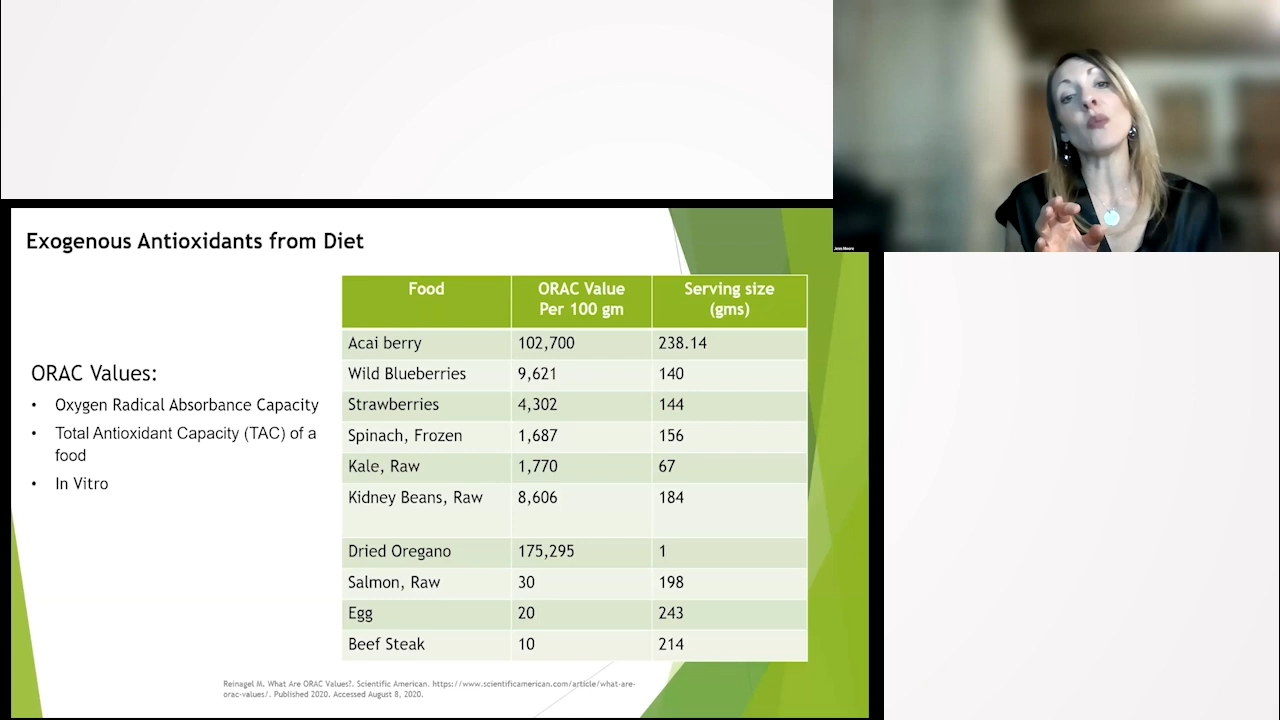 Jess Moore
Exogenous Antioxidants from Diet
ORAC Values:
• Oxygen Radical Absorbance Capacity
• Total Antioxidant Capacity (TAC) of a
food
• In Vitro
Food ORAC Value Serving size
Per 100 gm (gms)
Acai berry 102,700 238.14
Wild Blueberries 9,621 140
Strawberries 4,302 144
Spinach, Frozen 1,687 156
Kale, Raw 1,770 67
Kidney Beans, Raw 8,606 184
Dried Oregano 175,295 1
Salmon, Raw 30 198
Egg 20 243
Beef Steak 10 214
Reinagel M. What Are ORAC Values?. Scientific American. https://www.scientificamerican.com/article/what-are-
orac-values/. Published 2020. Accessed August 8, 2020.